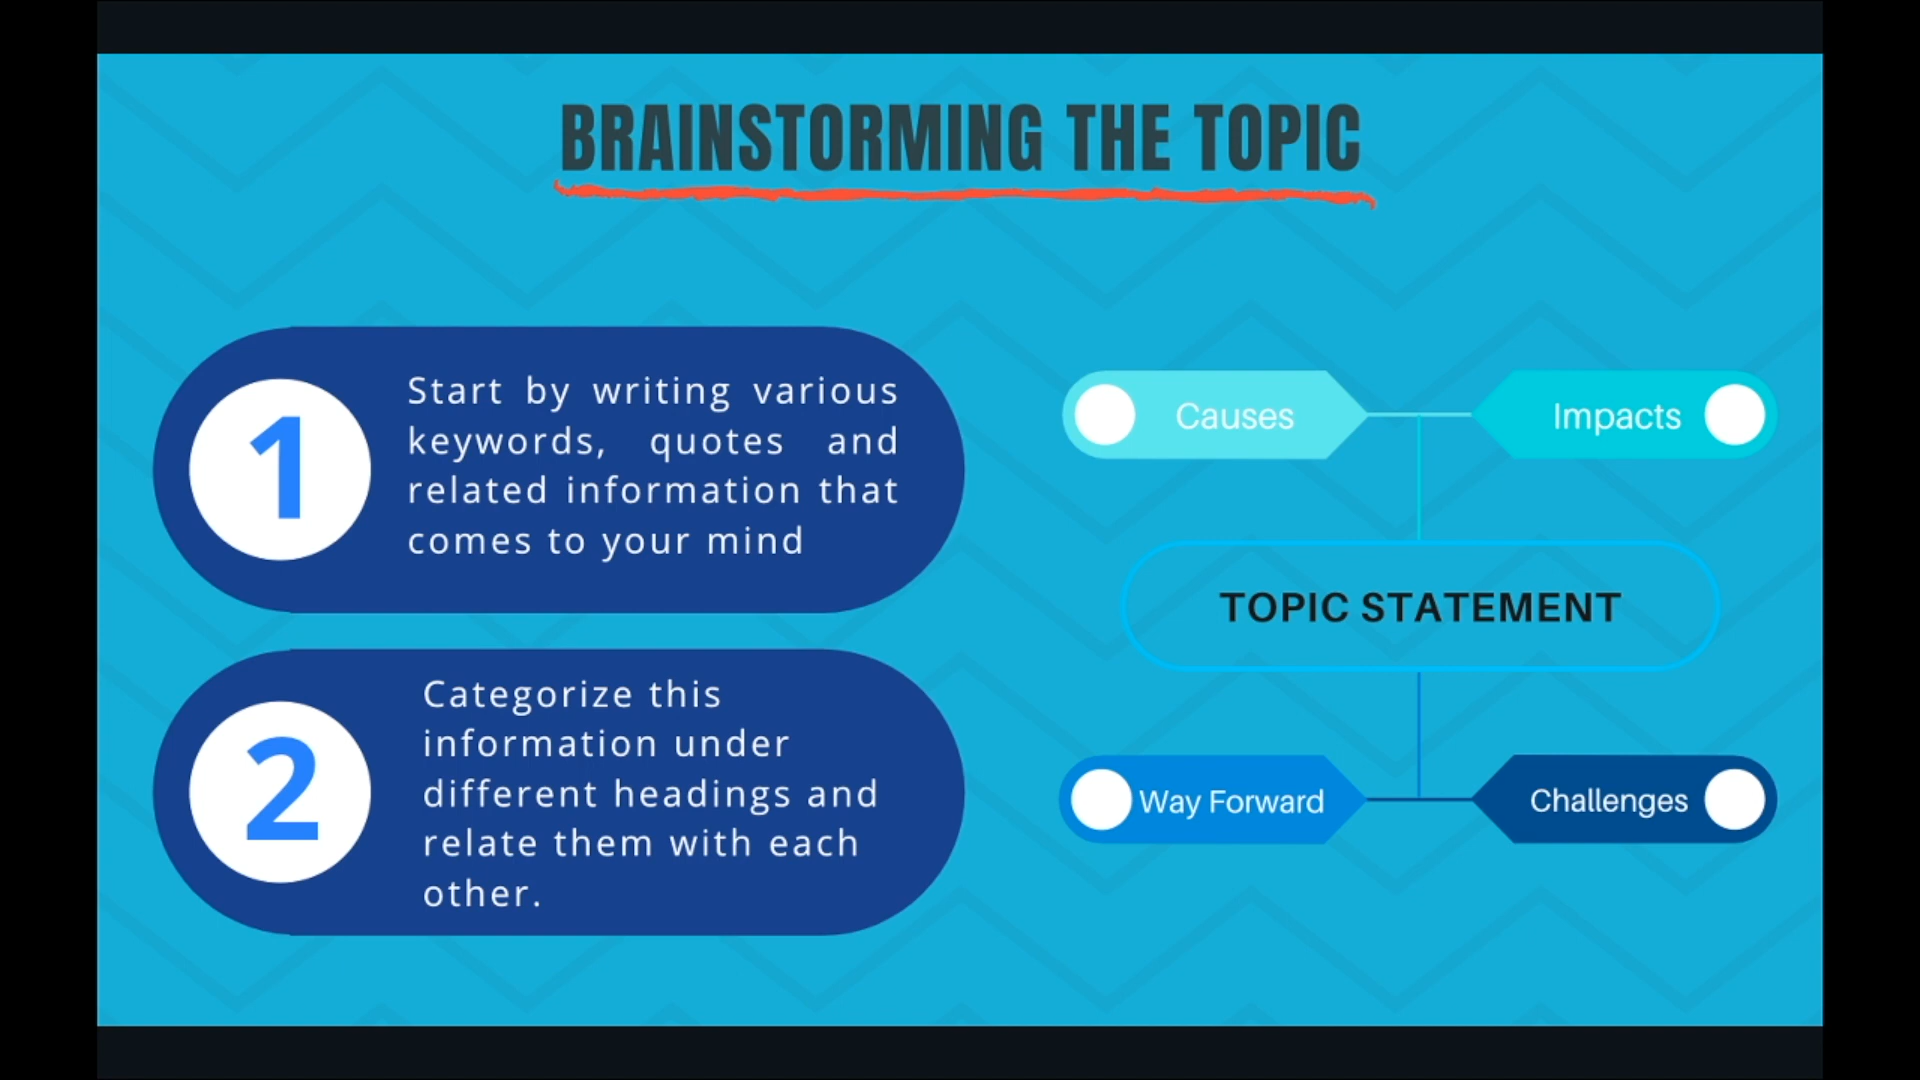 BRAINSTORMING THE TOPIC
1
Start by writing various
keywords, quotes and
related information that
comes to your mind
2
Categorize this
information under
different headings and
relate them with each
other.
Causes
Impacts
TOPIC STATEMENT
Way Forward
Challenges